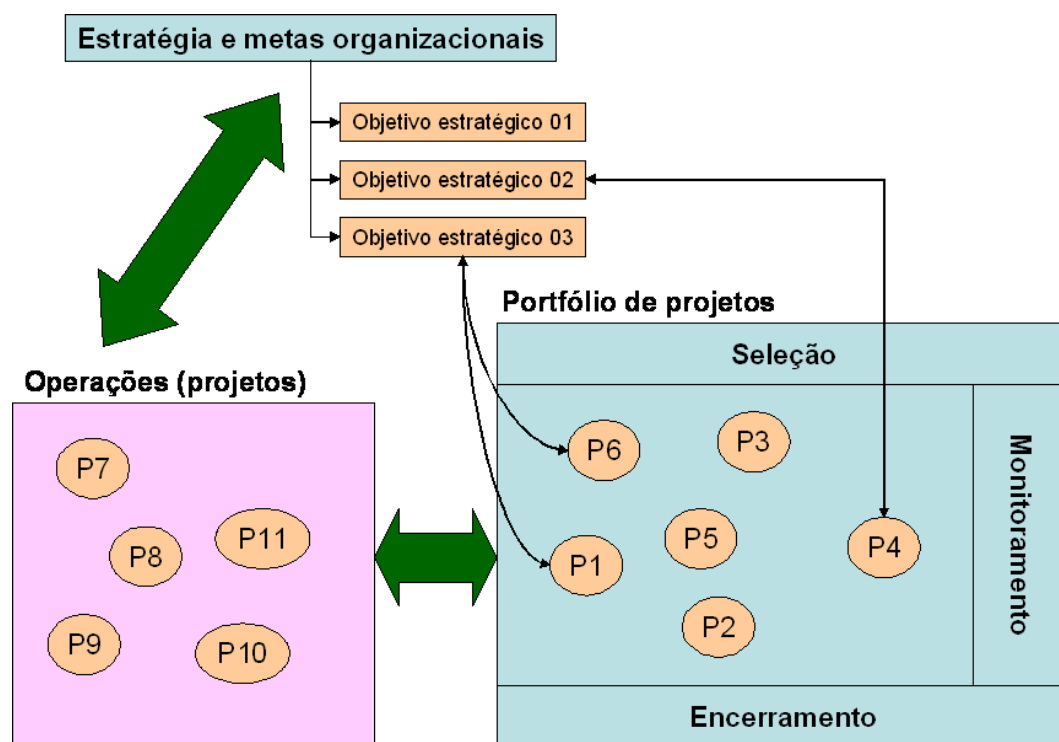 Estratégia e metas organizacionais
Objetivo estratégico 01
Objetivo estratégico 02
Objetivo estratégico 03
Portfólio de projetos
Seleção
Operações (projetos)
P7
P8
P11
P9
P10
P6
P3
P5
P1
P4
P2
Monitoramento
Encerramento